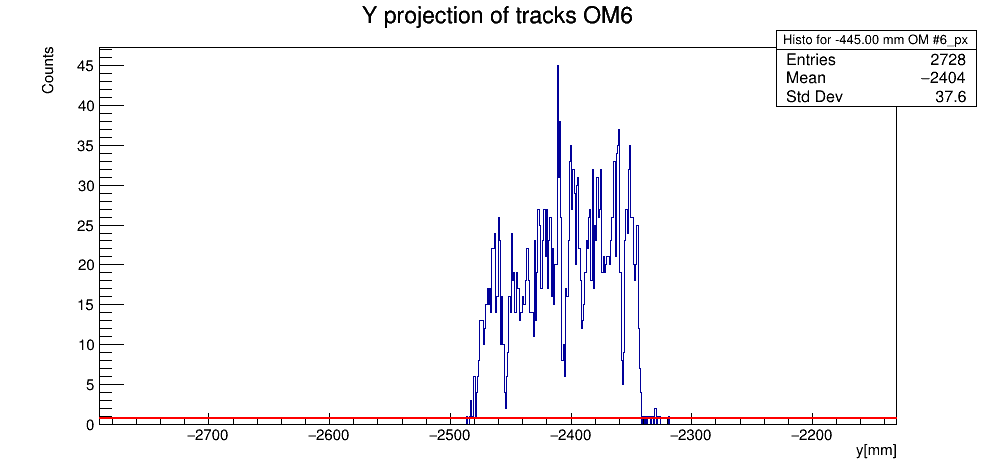 Y projection of tracks OM6
Histo for -445.00 mm OM #6_px
Entries 2728
Mean −2404
Std Dev 37.6
Counts
45
40
35
30
25
20
15
10
5
0
−2700 −2600 −2500 −2400 −2300 −2200
y[mm]